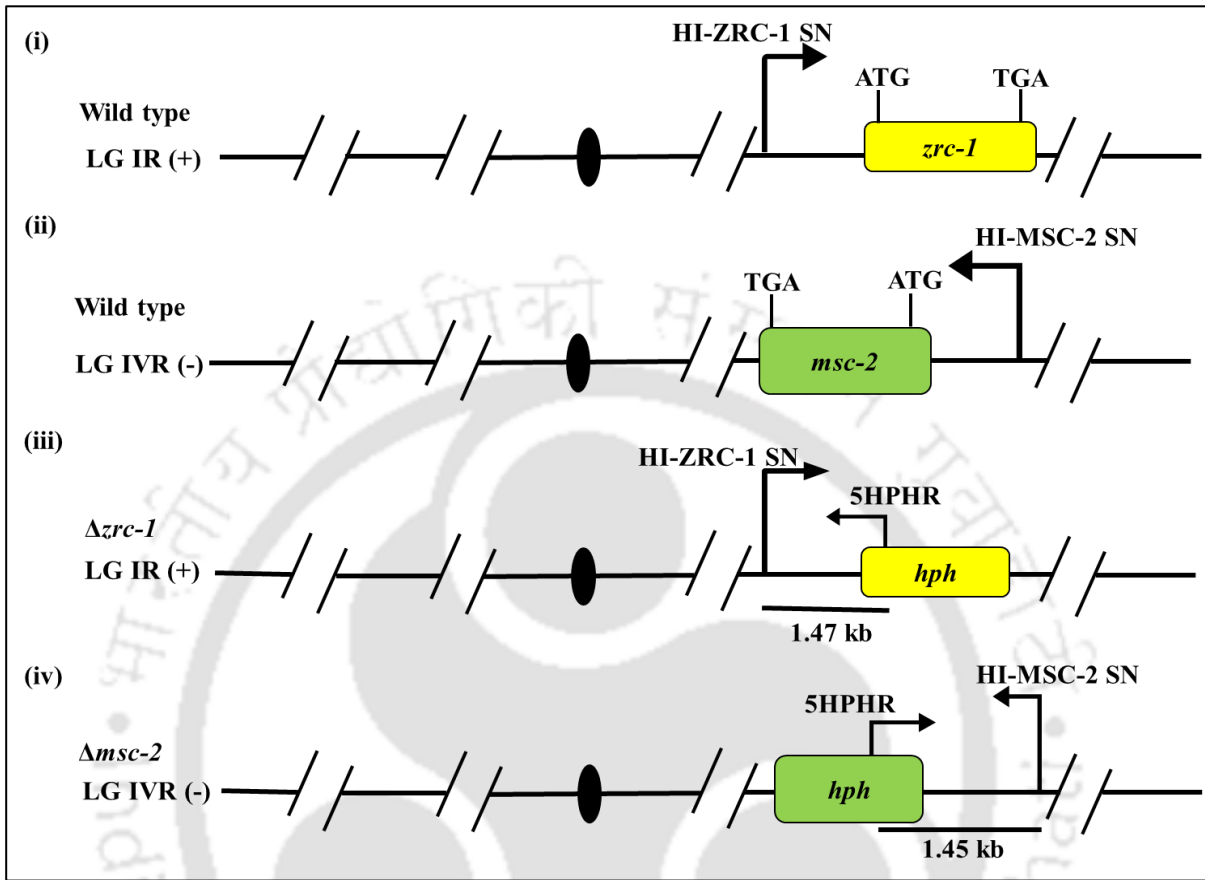 (i)
HI-ZRC-1 SN
ATG
TGA
Wild type
LG IR (+)
zrc-1
(ii)
HI-MSC-2 SN
TGA
ATG
Wild type
LG IVR (-)
msc-2
(iii)
HI-ZRC-1 SN
5HPHR
Δzrc-1
LG IR (+)
hph
1.47 kb
(iv)
HI-MSC-2 SN
5HPHR
Δmsc-2
LG IVR (-)
hph
1.45 kb